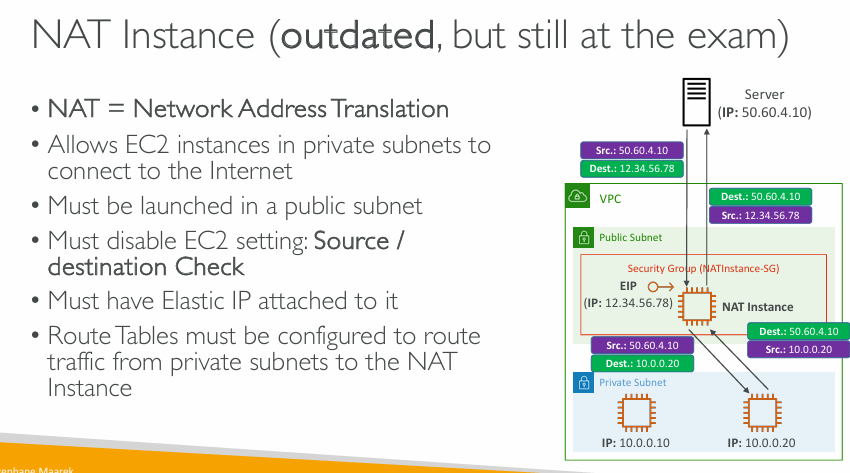 NAT Instance (outdated, but still at the exam)
• NAT = Network Address Translation
• Allows EC2 instances in private subnets to
connect to the Internet
• Must be launched in a public subnet
• Must disable EC2 setting: Source /
destination Check
• Must have Elastic IP attached to it
• Route Tables must be configured to route
traffic from private subnets to the NAT
Instance
Server
(IP: 50.60.4.10)
Src.: 50.60.4.10
Dest.: 12.34.56.78
Dest.: 50.60.4.10
Src.: 12.34.56.78
VPC
Public Subnet
Security Group (NATInstance-SG)
EIP
(IP: 12.34.56.78)
NAT Instance
Dest.: 50.60.4.10
Src.: 10.0.0.20
Src.: 50.60.4.10
Dest.: 10.0.0.20
Private Subnet
IP: 10.0.0.10
IP: 10.0.0.20
Maarek